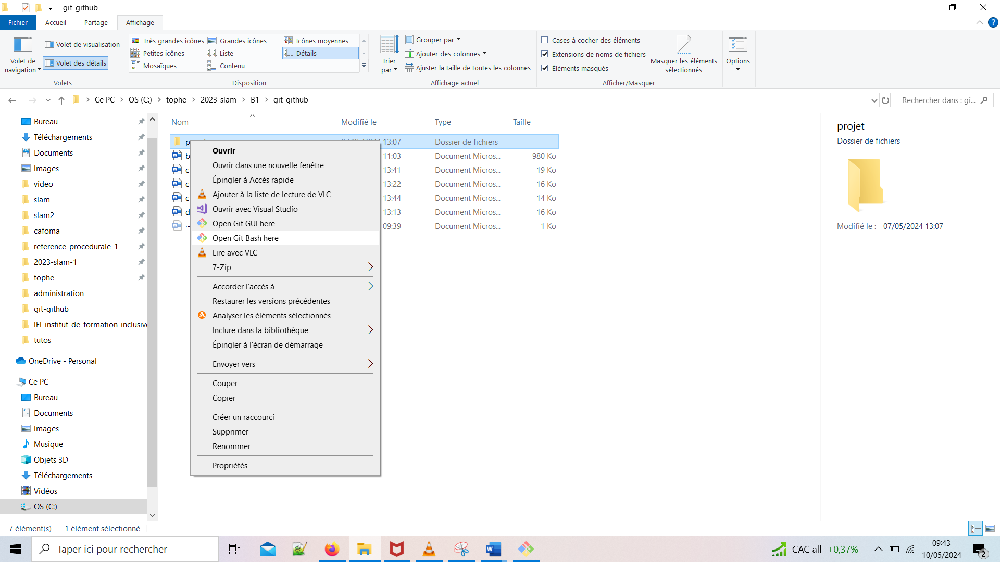 git-github
Fichier Accueil Partage Affichage
Volet de navigation
Volet de visualisation
Volet des détails
Volets
Très grandes icônes Grandes icônes Icônes moyennes
Petites icônes Liste Détails
Mosaïques Contenu
Disposition
Trier par
Grouper par
Ajouter des colonnes
Ajuster la taille de toutes les colonnes
Affichage actuel
Cases à cocher des éléments
Extensions de noms de fichiers
Éléments masqués
Masquer les éléments sélectionnés
Afficher/Masquer
Options
Ce PC > OS (C:) > tophe > 2023-slam > B1 > git-github
Rechercher dans : gi...
Bureau
Téléchargements
Documents
Images
video
slam
slam2
cafoma
reference-procedurale-1
2023-slam-1
tophe
administration
git-github
IFI-institut-de-formation-inclusive
tutos
OneDrive - Personal
Ce PC
Bureau
Documents
Images
Musique
Objets 3D
Téléchargements
Vidéos
OS (C:)
Nom Modifié le Type Taille
07/05/2024 13:07 Dossier de fichiers
11:03 Document Micros... 980 Ko
13:41 Document Micros... 19 Ko
13:22 Document Micros... 16 Ko
13:44 Document Micros... 14 Ko
13:13 Document Micros... 16 Ko
09:39 Document Micros... 1 Ko
Ouvrir
Ouvrir dans une nouvelle fenêtre
Épingler à Accès rapide
Ajouter à la liste de lecture de VLC
Ouvrir avec Visual Studio
Open Git GUI here
Open Git Bash here
Lire avec VLC
7-Zip
Accorder l'accès à
Restaurer les versions précédentes
Analyser les éléments sélectionnés
Inclure dans la bibliothèque
Épingler à l'écran de démarrage
Envoyer vers
Couper
Copier
Créer un raccourci
Supprimer
Renommer
Propriétés
projet
Dossier de fichiers
Modifié le : 07/05/2024 13:07
7 élément(s) 1 élément sélectionné
Taper ici pour rechercher
CAC all +0,37%
09:43
10/05/2024
2